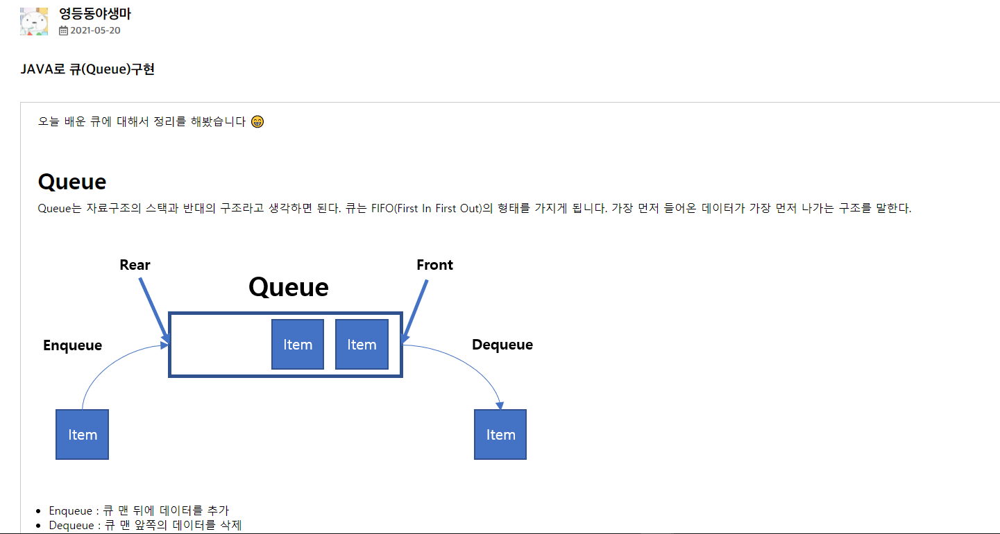 영등동야생마
2021-05-20
JAVA로 큐(Queue)구현
오늘 배운 큐에 대해서 정리를 해봤습니다 😁
Queue
Queue는 자료구조의 스택과 반대의 구조라고 생각하면 된다. 큐는 FIFO(First In First Out)의 형태를 가지게 됩니다. 가장 먼저 들어온 데이터가 가장 먼저 나가는 구조를 말한다.
Rear
Front
Queue
Enqueue
Item
Item
Dequeue
Item
Item
• Enqueue : 큐 맨 뒤에 데이터를 추가
• Dequeue : 큐 맨 앞쪽의 데이터를 삭제